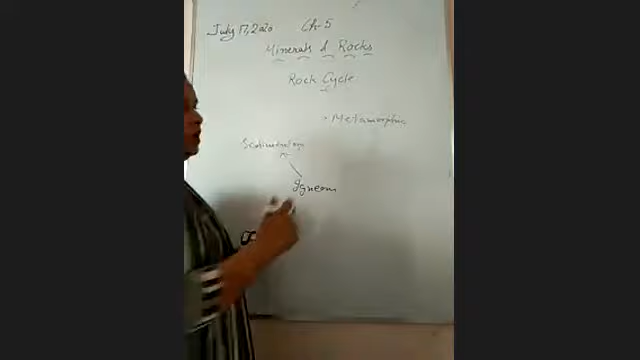 July 17, 2020 Ch 5
Minerals & Rocks
Rock Cycle
Metamorphic
Sedimentary
Igneous